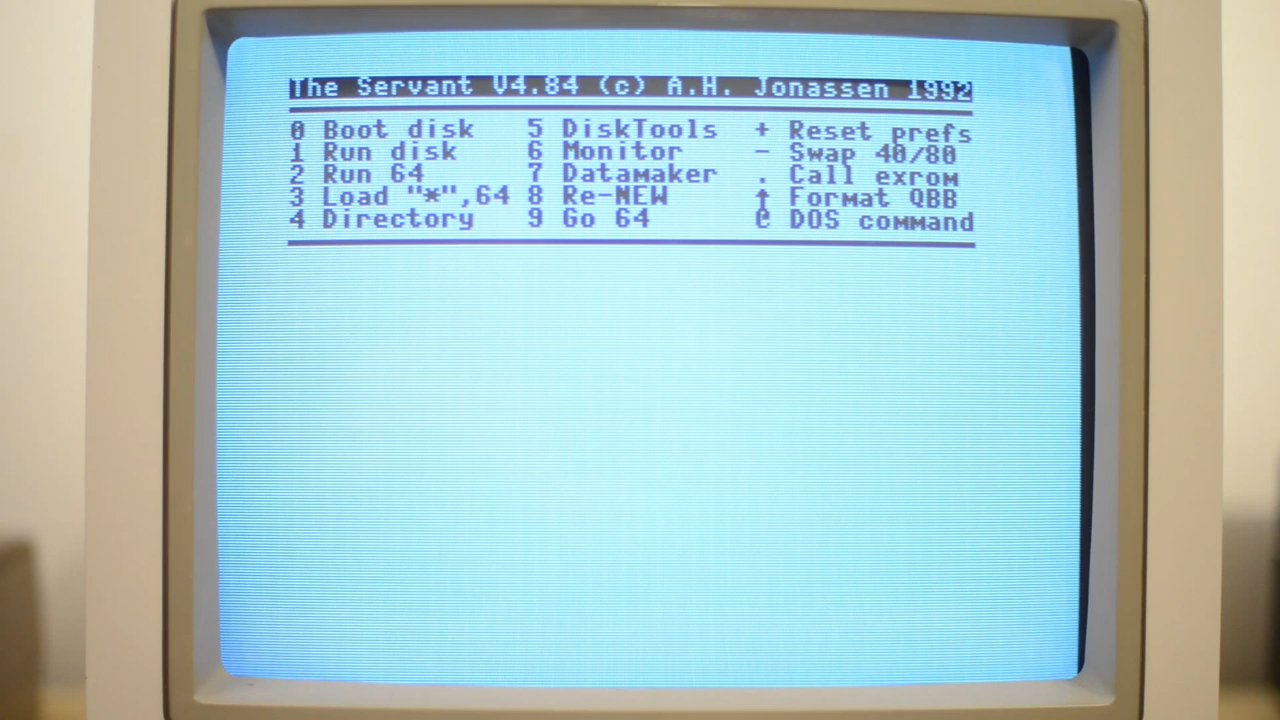 The Servant V4.84 (c) A.H. Jonassen 1992
0 Boot disk 5 DiskTools + Reset prefs
1 Run disk 6 Monitor - Swap 40/80
2 Run 64 7 Datamaker . Call exrom
3 Load "*",64 8 Re-NEW ↑ Format QBB
4 Directory 9 Go 64 @ DOS command